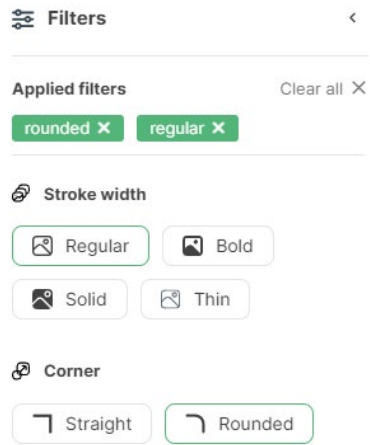 Filters
Applied filters Clear all
rounded regular
Stroke width
Regular Bold
Solid Thin
Corner
Straight Rounded